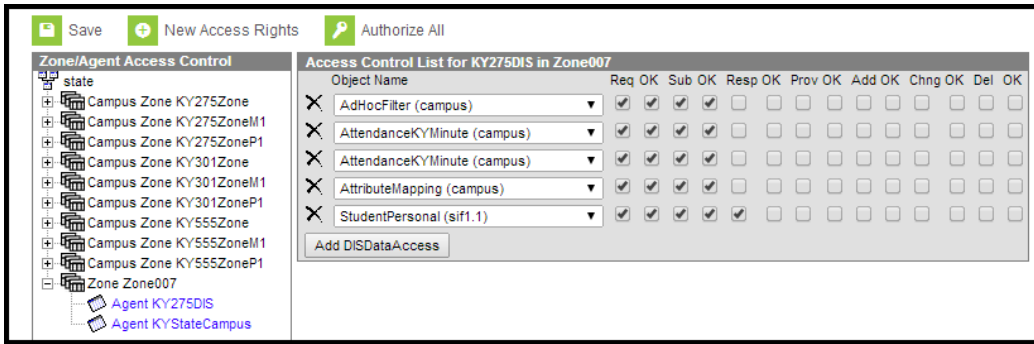 Save New Access Rights Authorize All
Zone/Agent Access Control
state
Campus Zone KY275Zone
Campus Zone KY275ZoneM1
Campus Zone KY275ZoneP1
Campus Zone KY301Zone
Campus Zone KY301ZoneM1
Campus Zone KY301ZoneP1
Campus Zone KY555Zone
Campus Zone KY555ZoneM1
Campus Zone KY555ZoneP1
Zone Zone007
Agent KY275DIS
Agent KYStateCampus
Access Control List for KY275DIS in Zone007
Object Name Req OK Sub OK Resp OK Prov OK Add OK Chng OK Del OK
AdHocFilter (campus)
AttendanceKYMinute (campus)
AttendanceKYMinute (campus)
AttributeMapping (campus)
StudentPersonal (sif1.1)
Add DISDataAccess